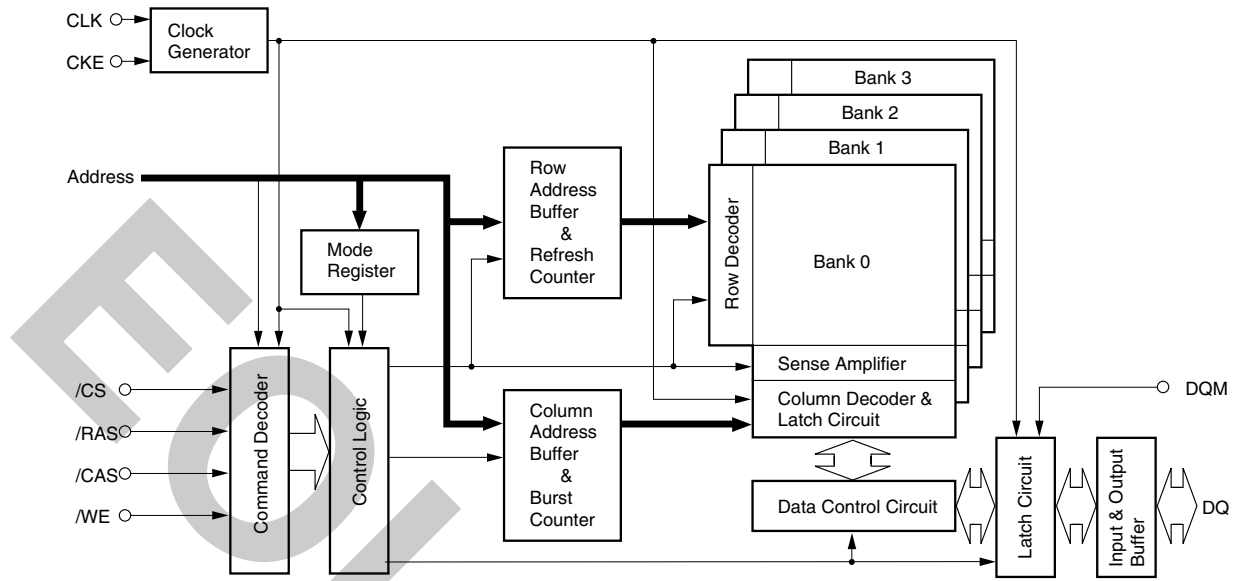 CLK
CKE
Clock
Generator
Bank 3
Bank 2
Bank 1
Address
Row
Address
Buffer
&
Refresh
Counter
Mode
Register
Row Decoder
Bank 0
Sense Amplifier
Column Decoder &
Latch Circuit
/CS
/RAS
/CAS
/WE
Command Decoder
Control Logic
Column
Address
Buffer
&
Burst
Counter
Data Control Circuit
DQM
Latch Circuit
Input & Output
Buffer
DQ